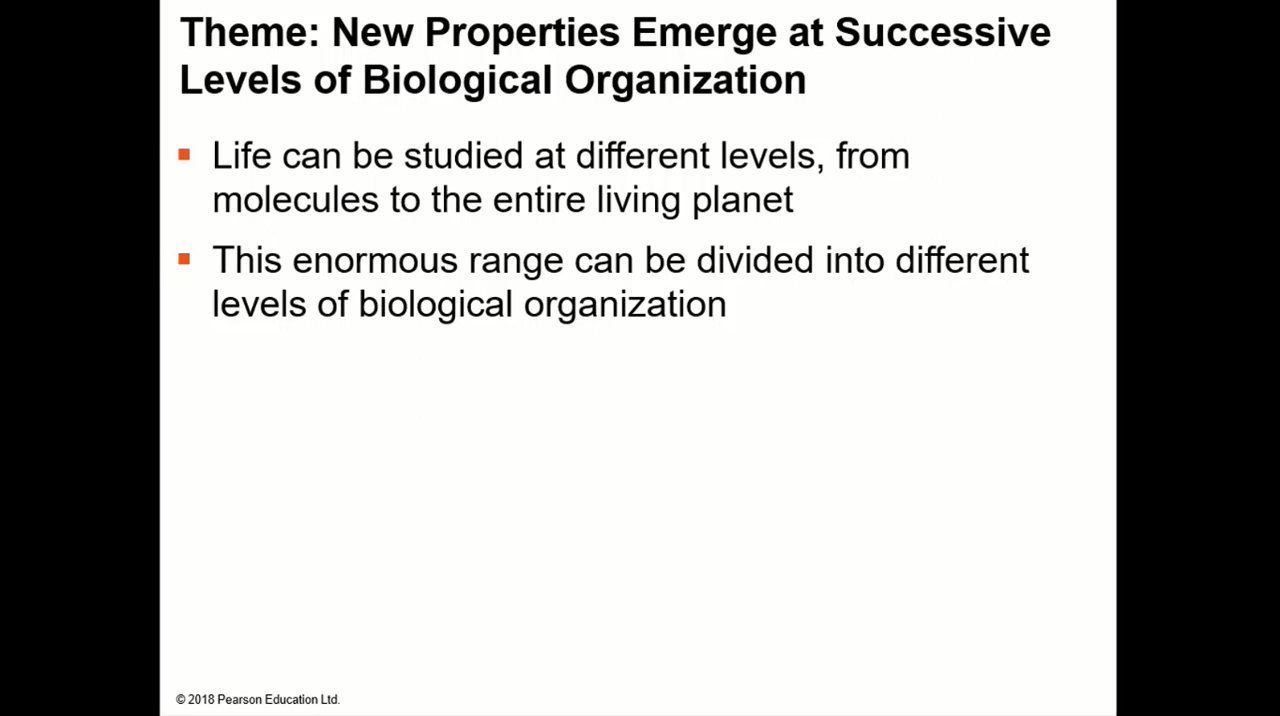 Theme: New Properties Emerge at Successive
Levels of Biological Organization
▪ Life can be studied at different levels, from
molecules to the entire living planet
▪ This enormous range can be divided into different
levels of biological organization
© 2018 Pearson Education Ltd.